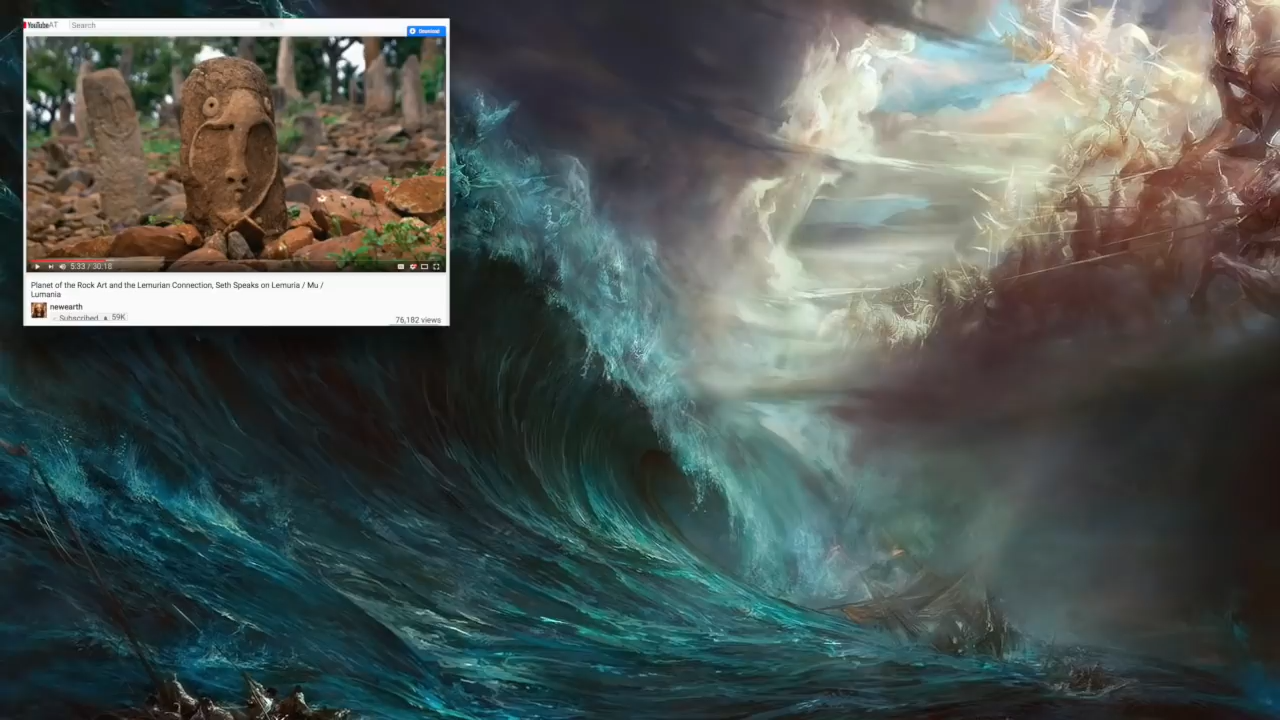 YouTube AT
Search
Download
5:33 / 30:18
Planet of the Rock Art and the Lemurian Connection, Seth Speaks on Lemuria / Mu /
Lumania
newearth
Subscribed 59K
76,182 views